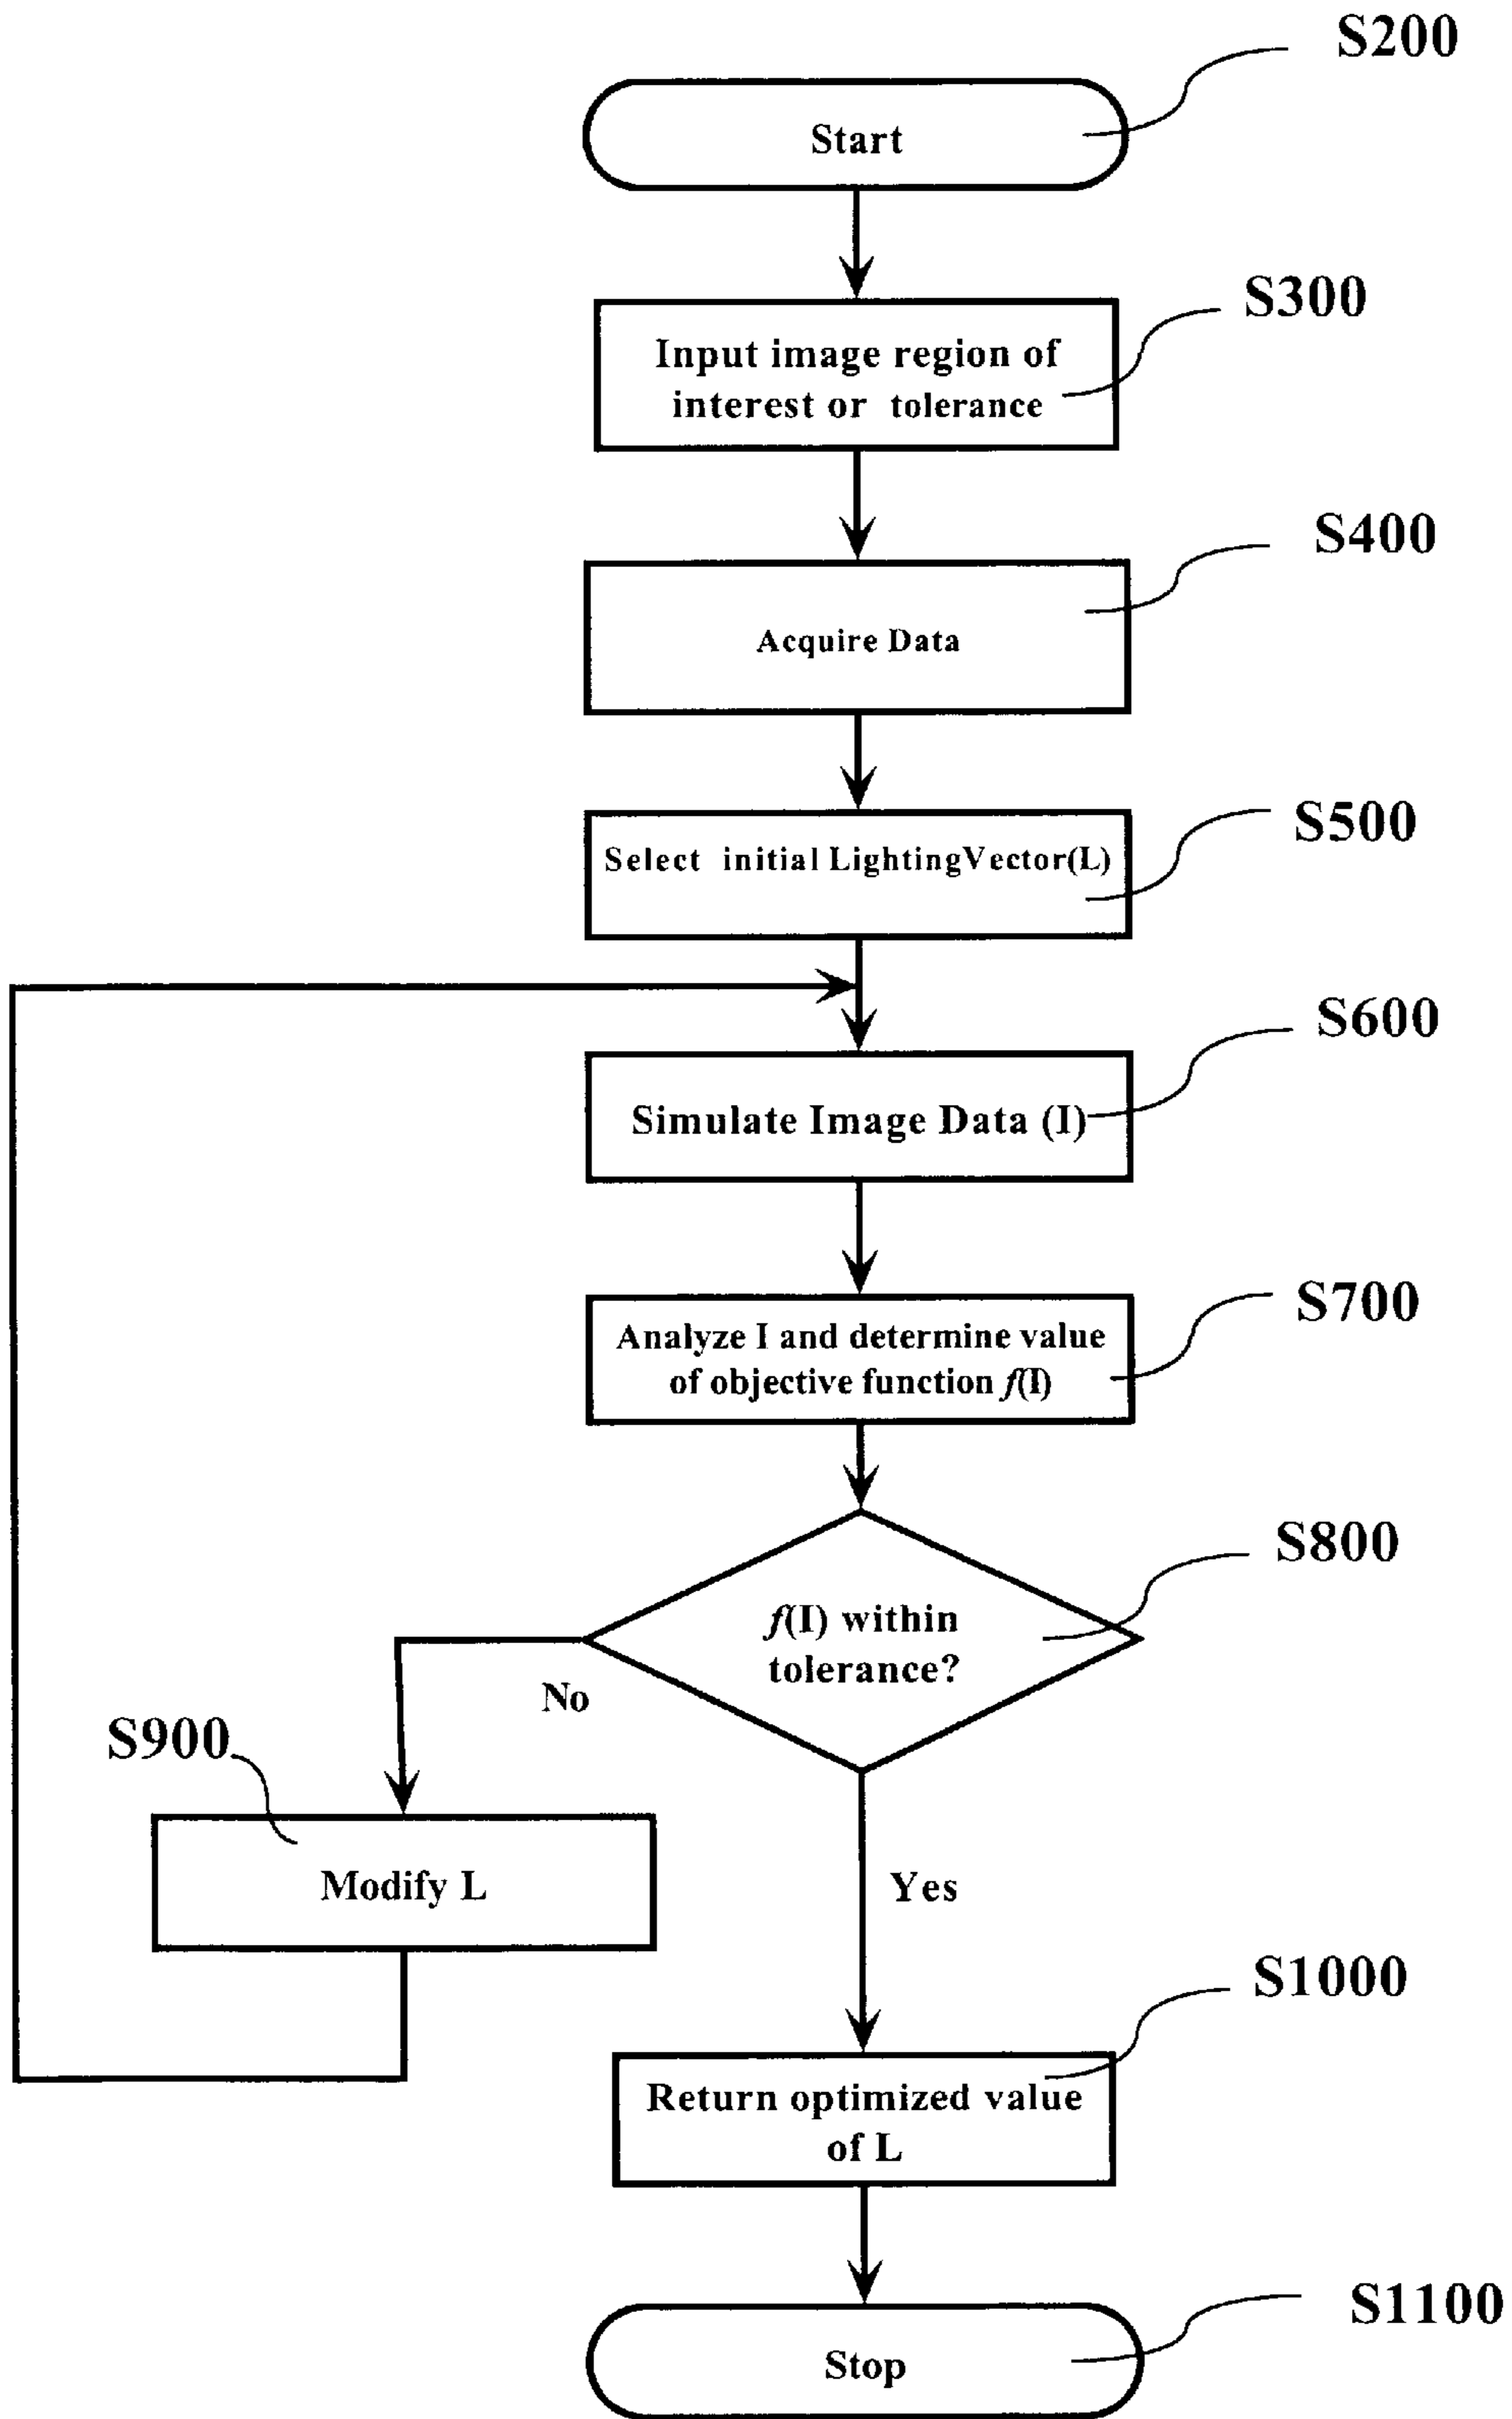 S200
Start
S300
Input image region of
interest or tolerance
S400
Acquire Data
S500
Select initial LightingVector(L)
S600
Simulate Image Data (I)
S700
Analyze I and determine value
of objective function f(I)
S800
f(I) within
tolerance?
No
S900
Modify L
Yes
S1000
Return optimized value
of L
S1100
Stop